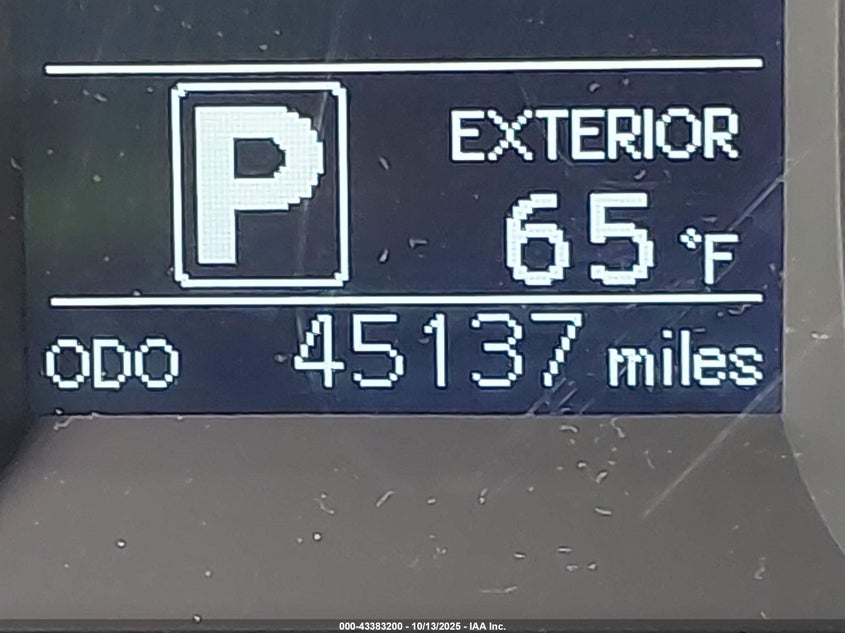 P
EXTERIOR
65 °F
ODO 45137 miles
000-43383200 - 10/13/2025 - IAA Inc.